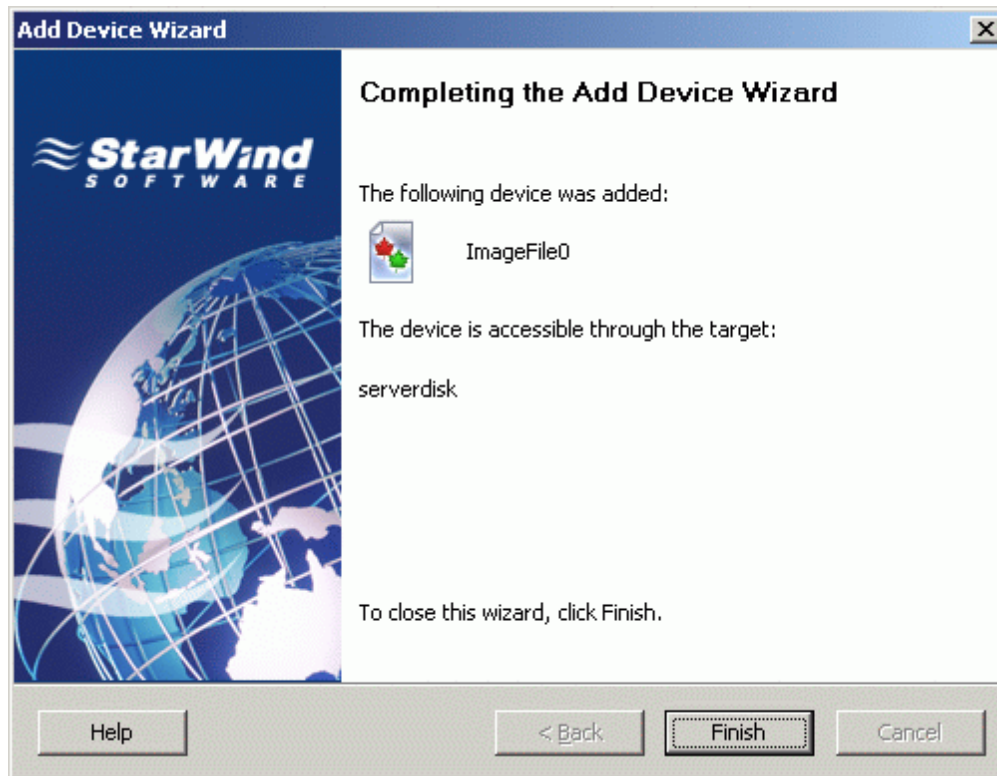 Add Device Wizard
StarWind
SOFTWARE
Completing the Add Device Wizard
The following device was added:
ImageFile0
The device is accessible through the target:
serverdisk
To close this wizard, click Finish.
Help
< Back
Finish
Cancel